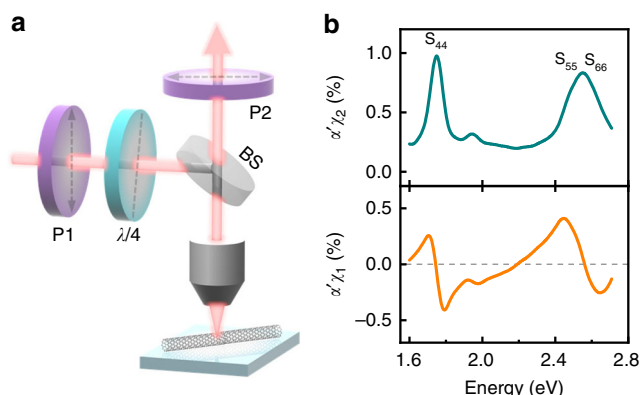 a
P2
BS
P1
λ/4
b
S₄₄
S₅₅ S₆₆
α′χ₂ (%)
1.0
0.5
0.0
α′χ₁ (%)
0.5
0.0
−0.5
1.6 2.0 2.4 2.8
Energy (eV)